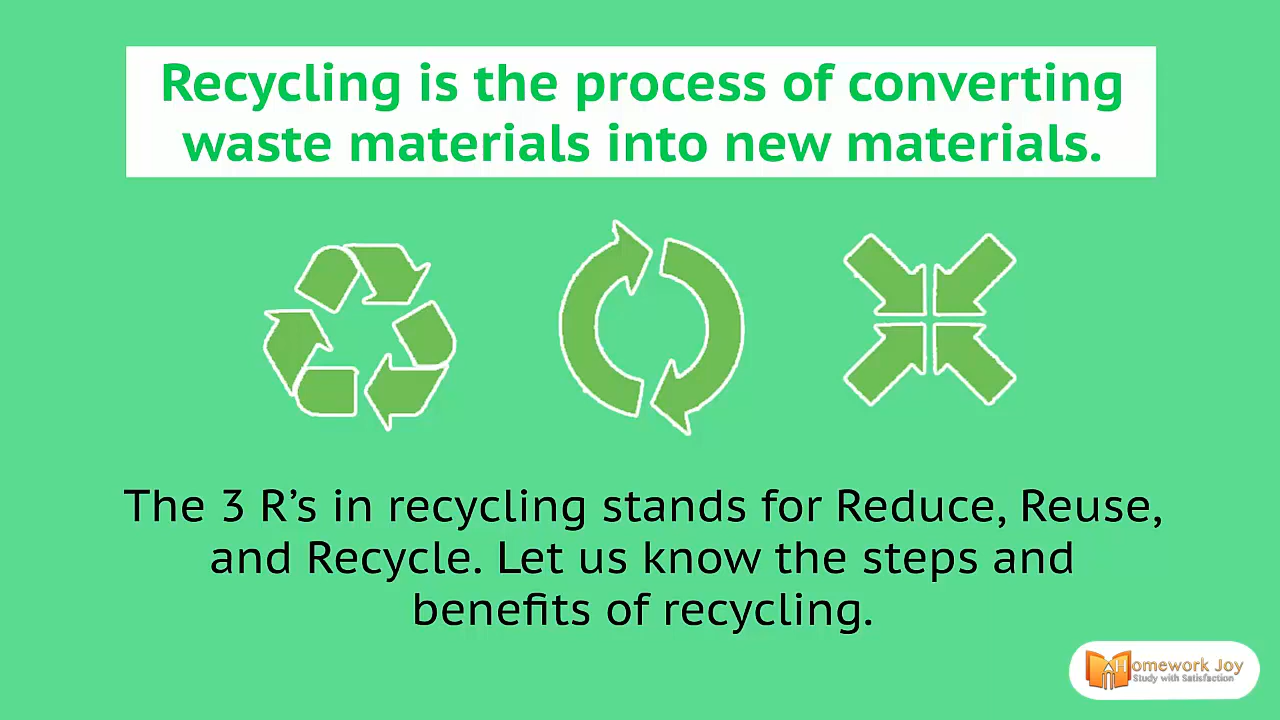 Recycling is the process of converting
waste materials into new materials.
The 3 R’s in recycling stands for Reduce, Reuse,
and Recycle. Let us know the steps and
benefits of recycling.
Homework Joy
Study with Satisfaction